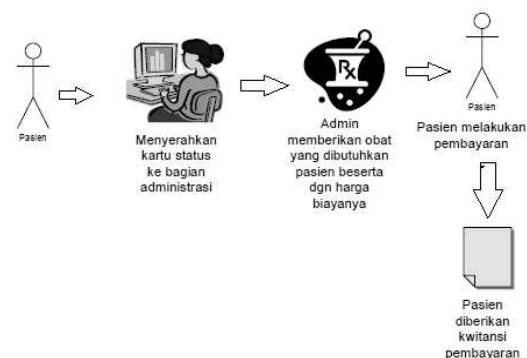 Pasien
Menyerahkan
kartu status
ke bagian
administrasi
Rx
Admin
memberikan obat
yang dibutuhkan
pasien beserta
dgn harga
biayanya
Pasien
Pasien melakukan
pembayaran
Pasien
diberikan
kwitansi
pembayaran